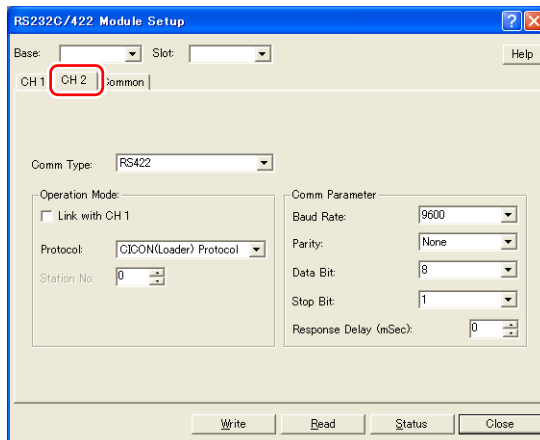 RS232C/422 Module Setup
Base: Slot: Help
CH 1 CH 2 Common
Comm Type: RS422
Operation Mode:
Link with CH 1
Protocol: CICON(Loader) Protocol
Station No. 0
Comm Parameter
Baud Rate: 9600
Parity: None
Data Bit: 8
Stop Bit: 1
Response Delay (mSec): 0
Write Read Status Close